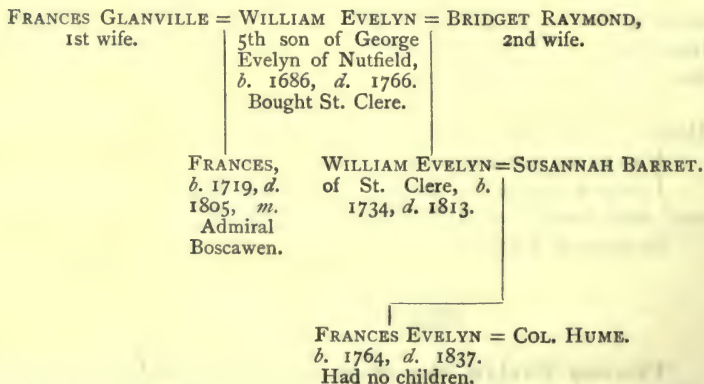 FRANCES GLANVILLE = WILLIAM EVELYN = BRIDGET RAYMOND,
1st wife. 5th son of George 2nd wife.
Evelyn of Nutfield,
b. 1686, d. 1766.
Bought St. Clere.
FRANCES, WILLIAM EVELYN = SUSANNAH BARRET.
b. 1719, d. of St. Clere, b.
1805, m. 1734, d. 1813.
Admiral
Boscawen.
FRANCES EVELYN = COL. HUME.
b. 1764, d. 1837.
Had no children.